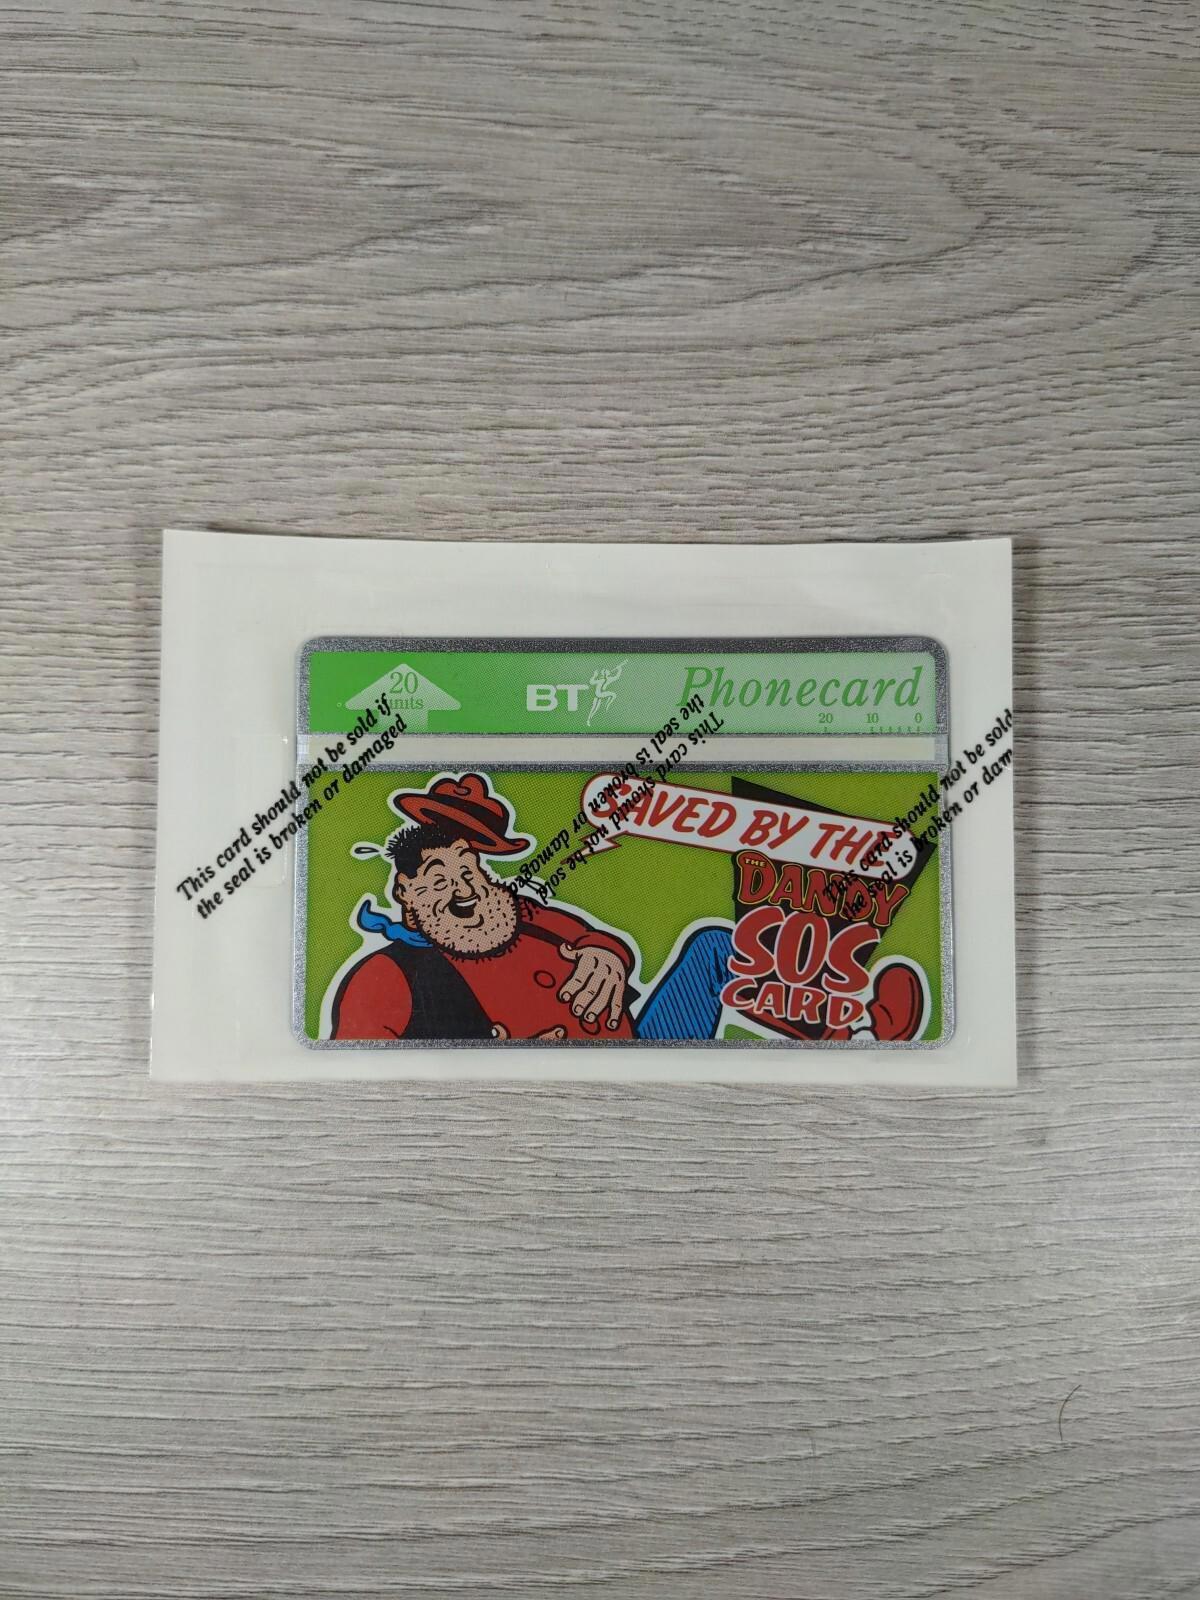 20
units
BT
Phonecard
20 10 0
This card should not be sold if
the seal is broken or damaged
This card should not be sold if
the seal is broken or damaged
This card should not be sold
the seal is broken or dam
SAVED BY THE
THE
DANDY
SOS
CARD